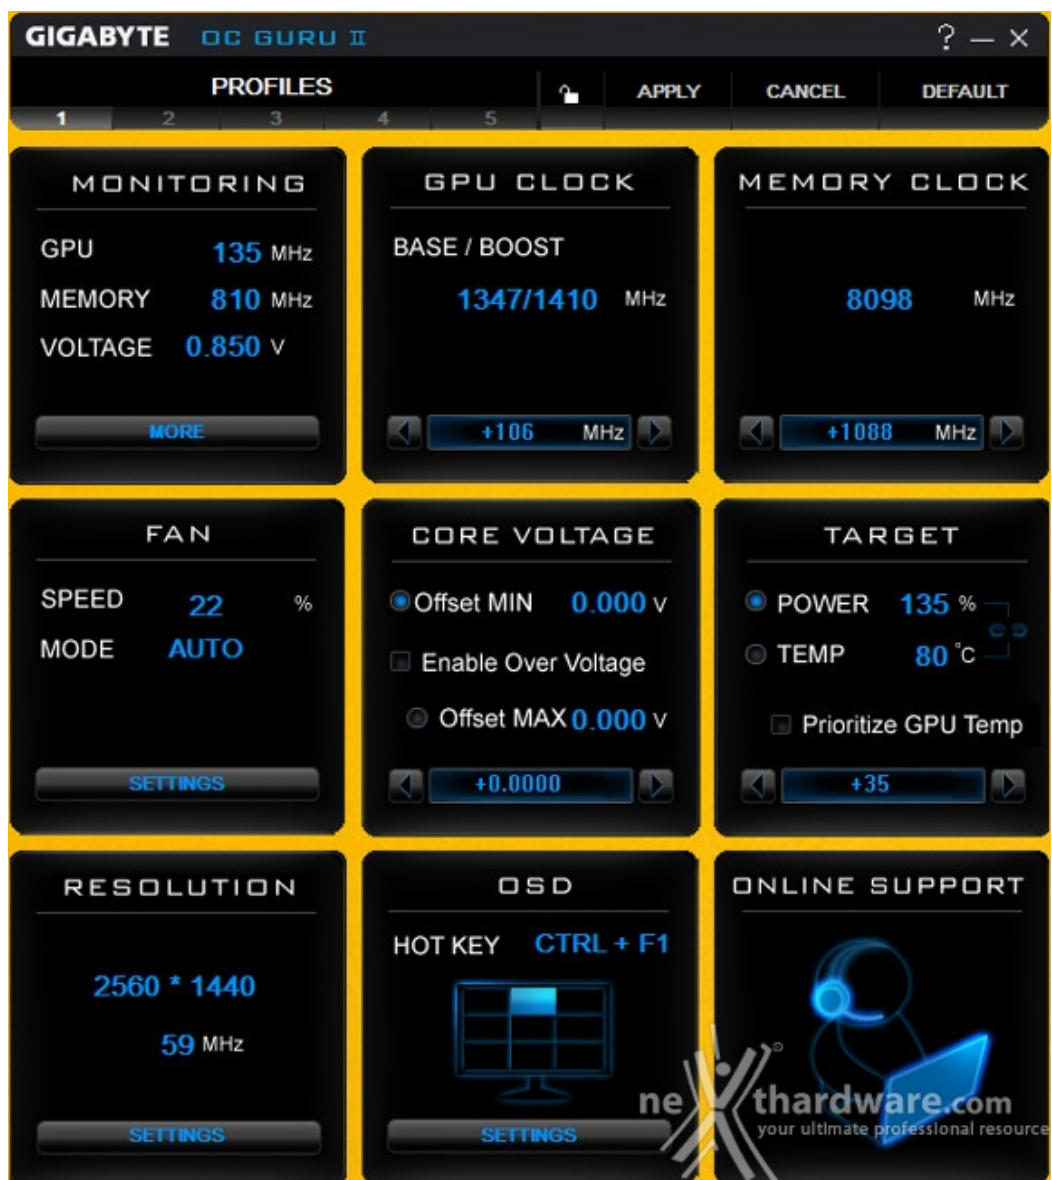 GIGABYTE OC GURU II ? — ×
PROFILES APPLY CANCEL DEFAULT
1 2 3 4 5
MONITORING
GPU 135 MHz
MEMORY 810 MHz
VOLTAGE 0.850 V
MORE
GPU CLOCK
BASE / BOOST
1347/1410 MHz
+106 MHz
MEMORY CLOCK
8098 MHz
+1088 MHz
FAN
SPEED 22 %
MODE AUTO
SETTINGS
CORE VOLTAGE
Offset MIN 0.000 V
Enable Over Voltage
Offset MAX 0.000 V
+0.0000
TARGET
POWER 135 %
TEMP 80 °C
Prioritize GPU Temp
+35
RESOLUTION
2560 * 1440
59 MHz
SETTINGS
OSD
HOT KEY CTRL + F1
SETTINGS
ONLINE SUPPORT
nexthardware.com
your ultimate professional resource